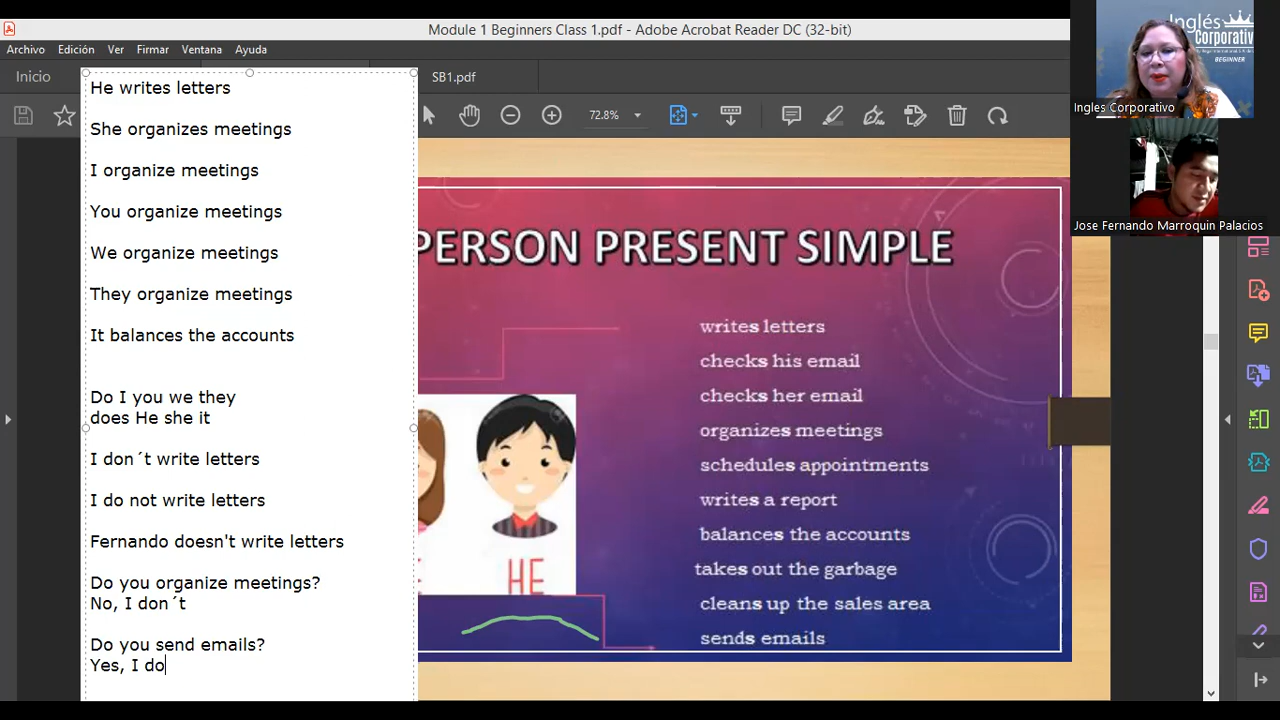 Module 1 Beginners Class 1.pdf - Adobe Acrobat Reader DC (32-bit)
Archivo Edición Ver Firmar Ventana Ayuda
Inicio
SB1.pdf
72.8%
He writes letters
She organizes meetings
I organize meetings
You organize meetings
We organize meetings
They organize meetings
It balances the accounts
Do I you we they
does He she it
I don´t write letters
I do not write letters
Fernando doesn't write letters
Do you organize meetings?
No, I don´t
Do you send emails?
Yes, I do
PERSON PRESENT SIMPLE
writes letters
checks his email
checks her email
organizes meetings
schedules appointments
writes a report
balances the accounts
takes out the garbage
cleans up the sales area
sends emails
HE
Inglés
Corporativo
BEGINNER
Ingles Corporativo
Jose Fernando Marroquin Palacios